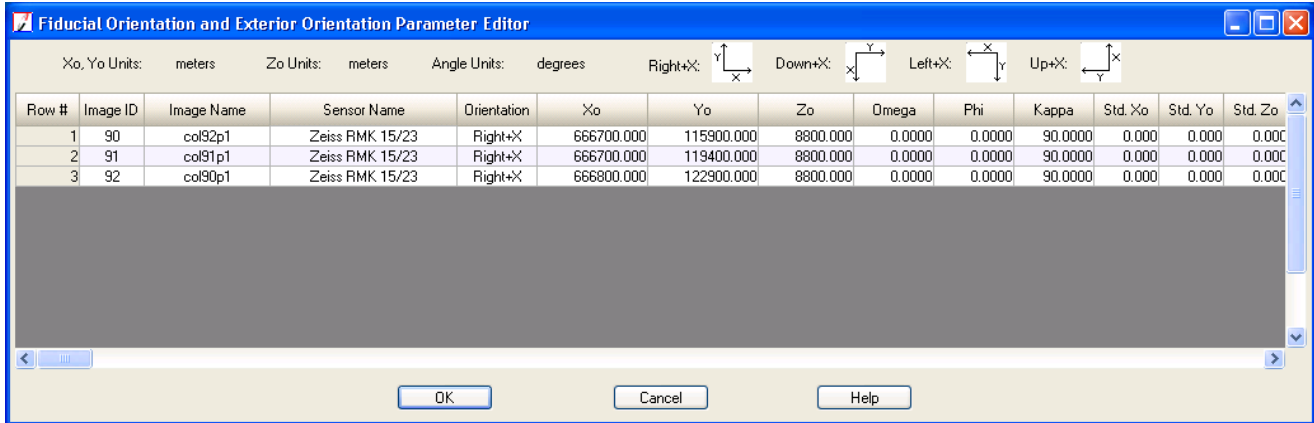 Fiducial Orientation and Exterior Orientation Parameter Editor
Xo, Yo Units: meters Zo Units: meters Angle Units: degrees Right+X: Y X Down+X: Y X Left+X: X Y Up+X: X Y
Row # Image ID Image Name Sensor Name Orientation Xo Yo Zo Omega Phi Kappa Std. Xo Std. Yo Std. Zo
1 90 col92p1 Zeiss RMK 15/23 Right+X 666700.000 115900.000 8800.000 0.0000 0.0000 90.0000 0.000 0.000 0.000
2 91 col91p1 Zeiss RMK 15/23 Right+X 666700.000 119400.000 8800.000 0.0000 0.0000 90.0000 0.000 0.000 0.000
3 92 col90p1 Zeiss RMK 15/23 Right+X 666800.000 122900.000 8800.000 0.0000 0.0000 90.0000 0.000 0.000 0.000
OK Cancel Help